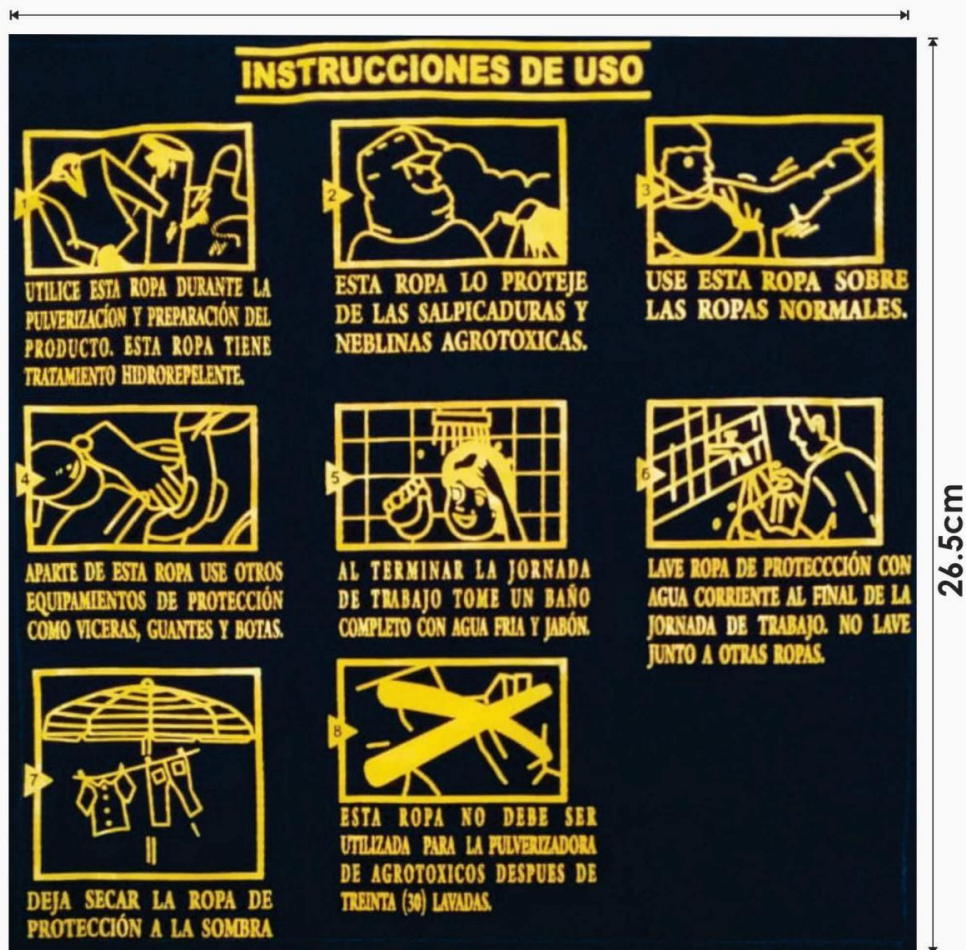 INSTRUCCIONES DE USO
1
UTILICE ESTA ROPA DURANTE LA
PULVERIZACÍON Y PREPARACIÓN DEL
PRODUCTO. ESTA ROPA TIENE
TRATAMIENTO HIDROREPELENTE.
2
ESTA ROPA LO PROTEJE
DE LAS SALPICADURAS Y
NEBLINAS AGROTOXICAS.
3
USE ESTA ROPA SOBRE
LAS ROPAS NORMALES.
4
APARTE DE ESTA ROPA USE OTROS
EQUIPAMIENTOS DE PROTECCIÓN
COMO VICERAS, GUANTES Y BOTAS.
5
AL TERMINAR LA JORNADA
DE TRABAJO TOME UN BAÑO
COMPLETO CON AGUA FRIA Y JABÓN.
6
LAVE ROPA DE PROTECCCIÓN CON
AGUA CORRIENTE AL FINAL DE LA
JORNADA DE TRABAJO. NO LAVE
JUNTO A OTRAS ROPAS.
7
DEJA SECAR LA ROPA DE
PROTECCIÓN A LA SOMBRA
8
ESTA ROPA NO DEBE SER
UTILIZADA PARA LA PULVERIZADORA
DE AGROTOXICOS DESPUES DE
TREINTA (30) LAVADAS.
26.5cm